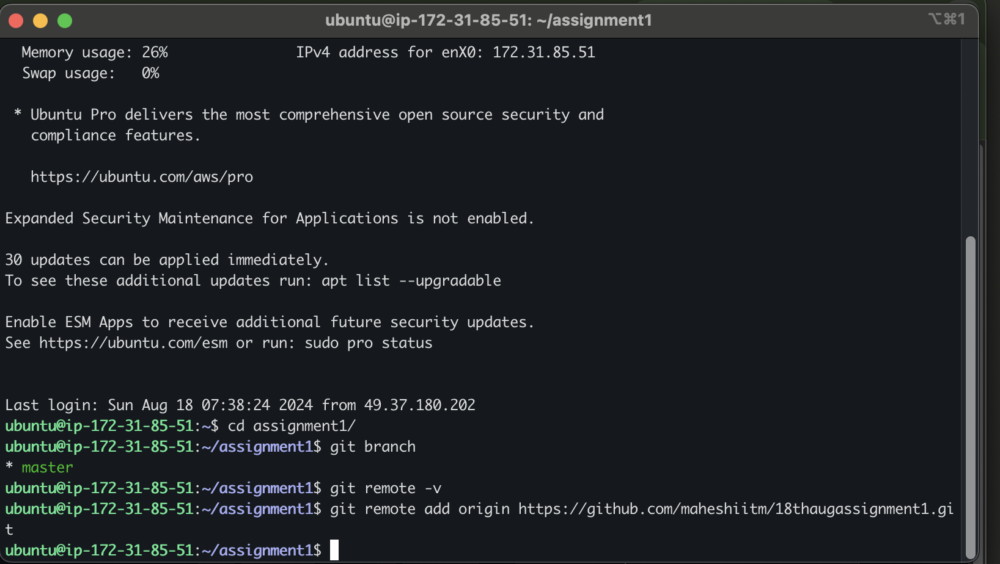 ubuntu@ip-172-31-85-51: ~/assignment1
⌥⌘1
Memory usage: 26% IPv4 address for enX0: 172.31.85.51
Swap usage: 0%
* Ubuntu Pro delivers the most comprehensive open source security and
compliance features.
https://ubuntu.com/aws/pro
Expanded Security Maintenance for Applications is not enabled.
30 updates can be applied immediately.
To see these additional updates run: apt list --upgradable
Enable ESM Apps to receive additional future security updates.
See https://ubuntu.com/esm or run: sudo pro status
Last login: Sun Aug 18 07:38:24 2024 from 49.37.180.202
ubuntu@ip-172-31-85-51:~$ cd assignment1/
ubuntu@ip-172-31-85-51:~/assignment1$ git branch
* master
ubuntu@ip-172-31-85-51:~/assignment1$ git remote -v
ubuntu@ip-172-31-85-51:~/assignment1$ git remote add origin https://github.com/maheshiitm/18thaugassignment1.gi
t
ubuntu@ip-172-31-85-51:~/assignment1$